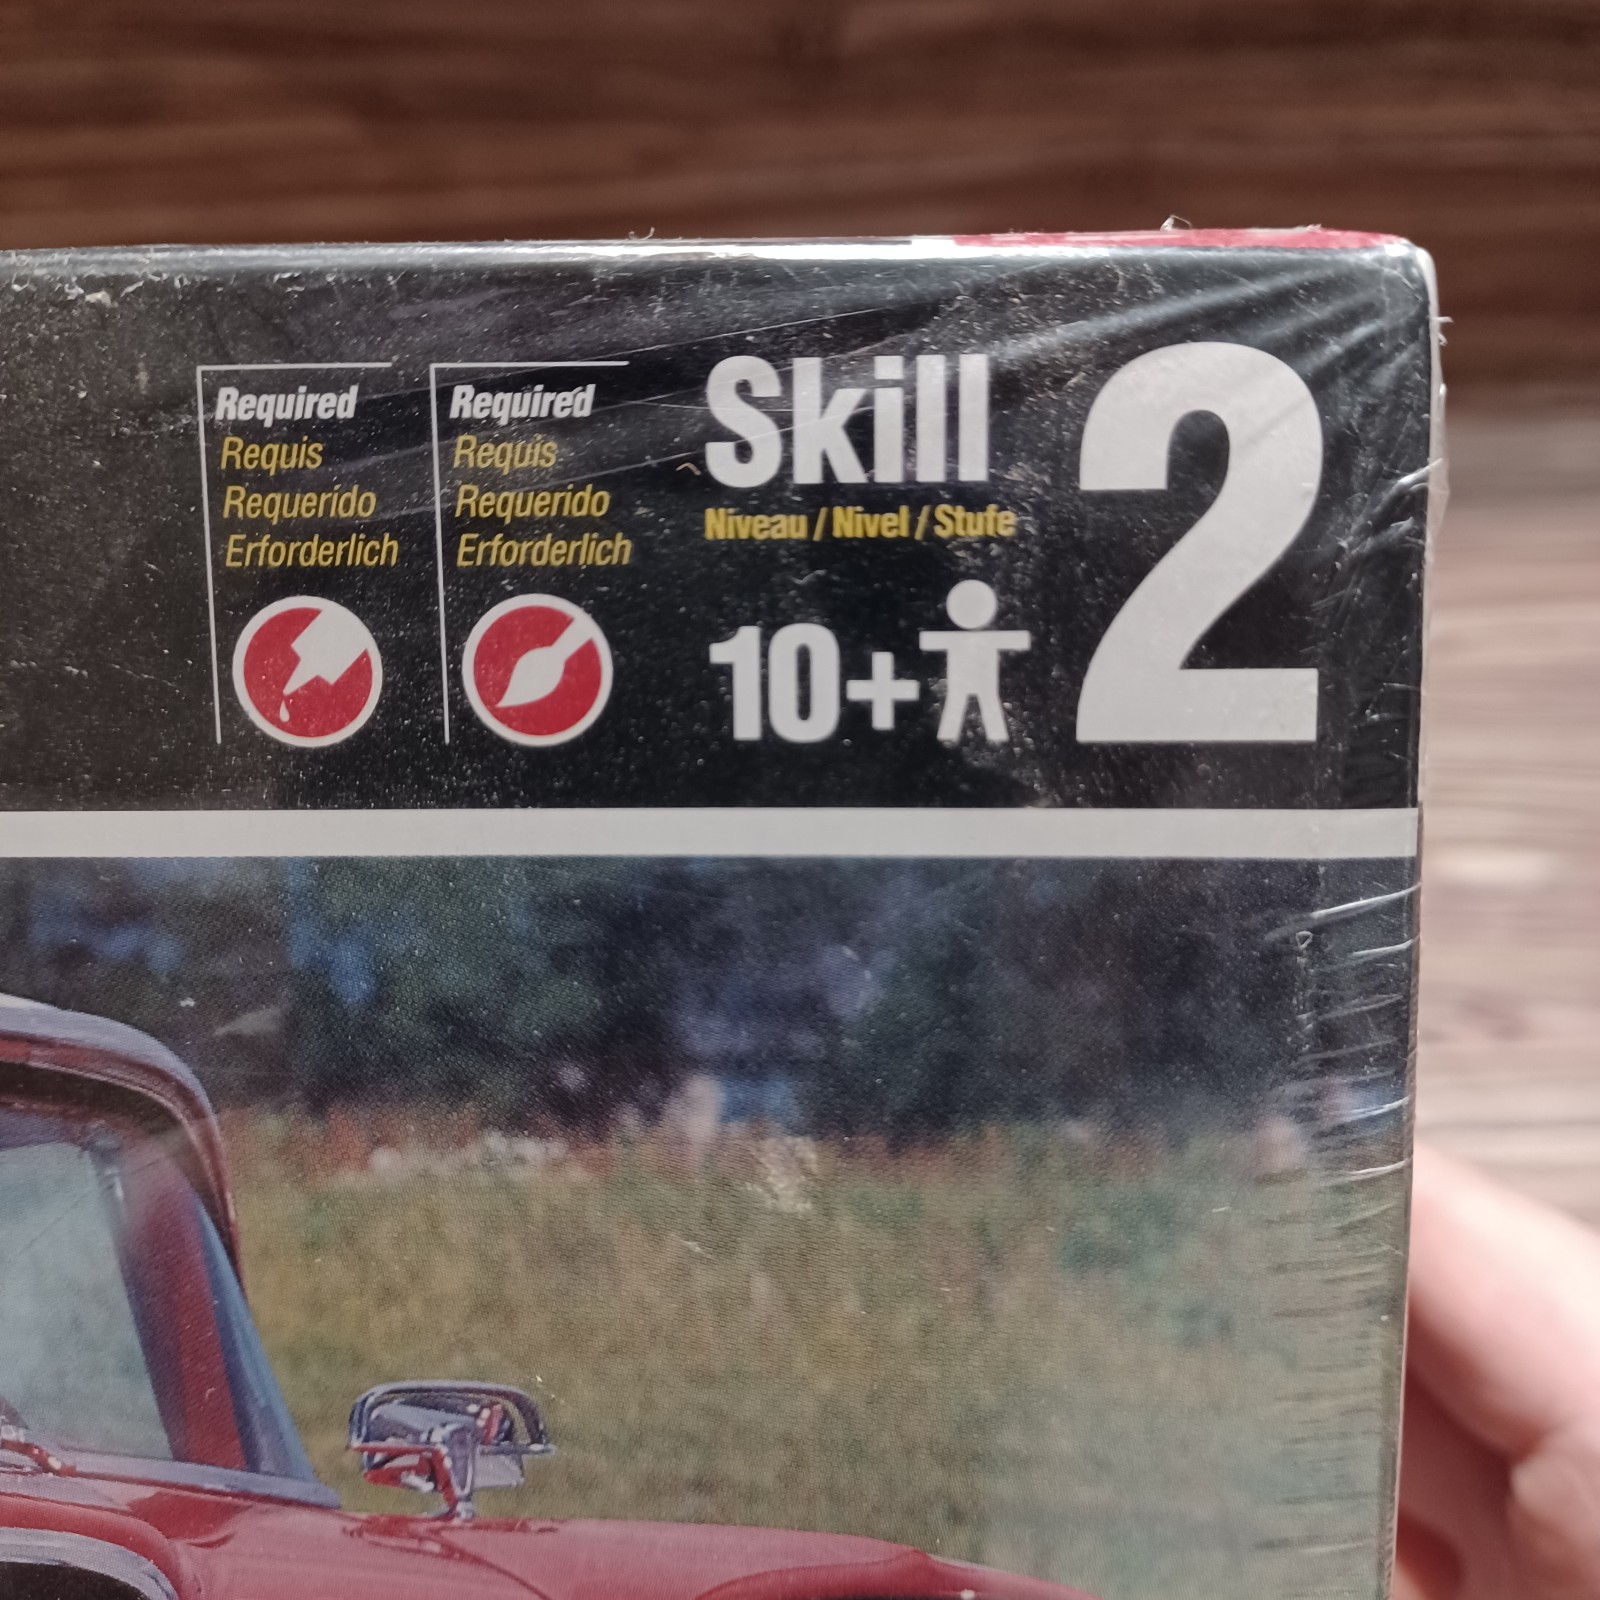 Required
Requis
Requerido
Erforderlich
Required
Requis
Requerido
Erforderlich
Skill
Niveau / Nivel / Stufe
10+
2